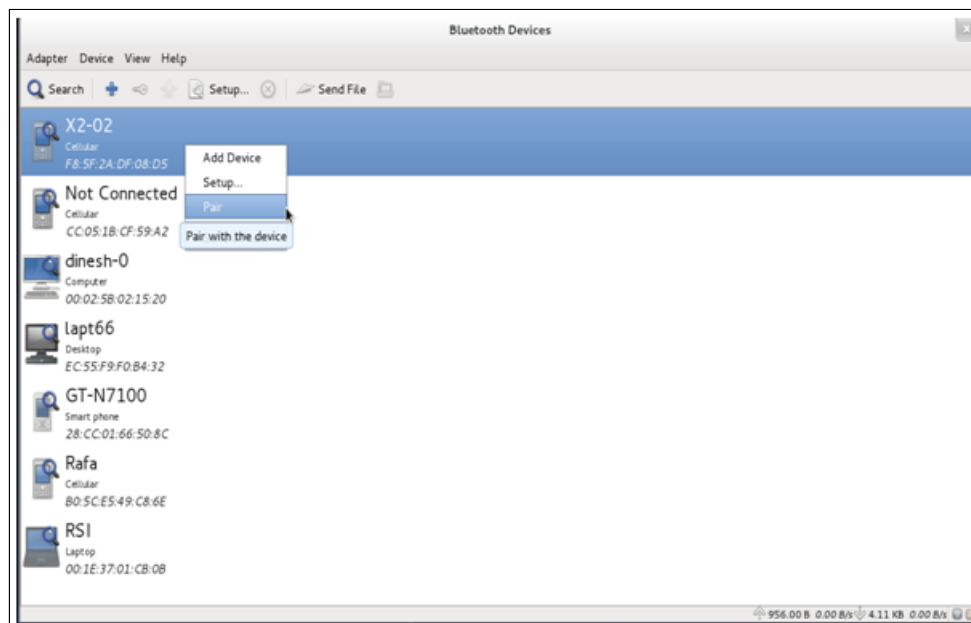 Bluetooth Devices
Adapter Device View Help
Search Setup... Send File
X2-02
Cellular
F8:5F:2A:DF:08:D5
Add Device
Setup...
Pair
Pair with the device
Not Connected
Cellular
CC:05:1B:CF:59:A2
dinesh-0
Computer
00:02:5B:02:15:20
lapt66
Desktop
EC:55:F9:F0:B4:32
GT-N7100
Smart phone
28:CC:01:66:50:8C
Rafa
Cellular
B0:5C:E5:49:C8:6E
RSI
Laptop
00:1E:37:01:CB:0B
956.00 B 0.00 B/s 4.11 KB 0.00 B/s